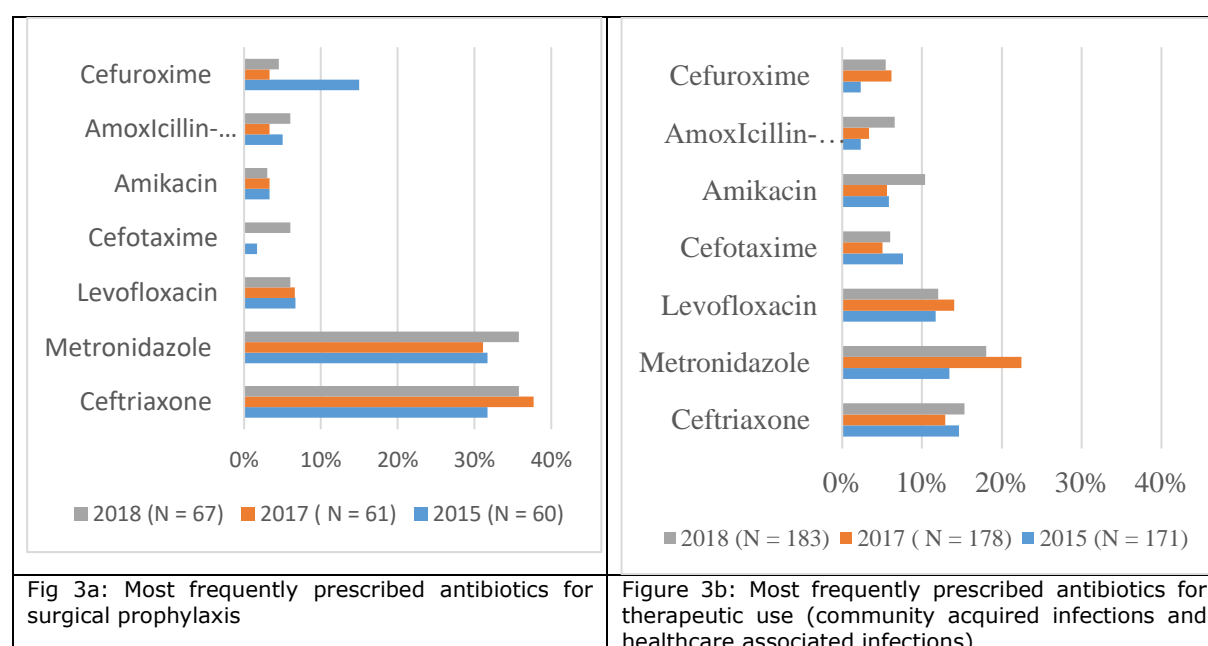 Cefuroxime
AmoxIcillin-...
Amikacin
Cefotaxime
Levofloxacin
Metronidazole
Ceftriaxone
0% 10% 20% 30% 40%
2018 (N = 67) 2017 ( N = 61) 2015 (N = 60)
Fig 3a: Most frequently prescribed antibiotics for
surgical prophylaxis
Cefuroxime
AmoxIcillin-...
Amikacin
Cefotaxime
Levofloxacin
Metronidazole
Ceftriaxone
0% 10% 20% 30% 40%
2018 (N = 183) 2017 ( N = 178) 2015 (N = 171)
Figure 3b: Most frequently prescribed antibiotics for
therapeutic use (community acquired infections and
healthcare associated infections)